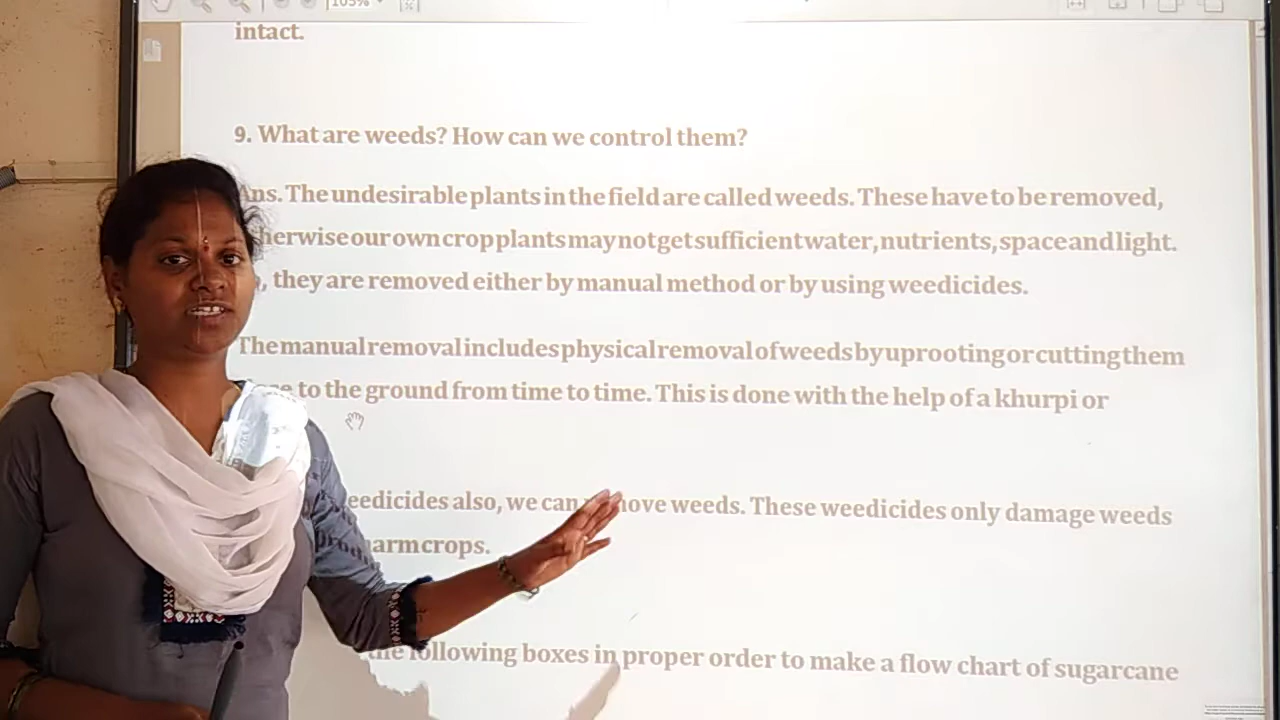 105%
intact.
9. What are weeds? How can we control them?
Ans. The undesirable plants in the field are called weeds. These have to be removed,
our own crop plants may not get sufficient water, nutrients, space and light.
they are removed either by manual method or by using weedicides.
The manual removal includes physical removal of weeds by uprooting or cutting them
to the ground from time to time. This is done with the help of a khurpi or
also, we can weeds. These weedicides only damage weeds
crops.
following boxes in proper order to make a flow chart of sugarcane